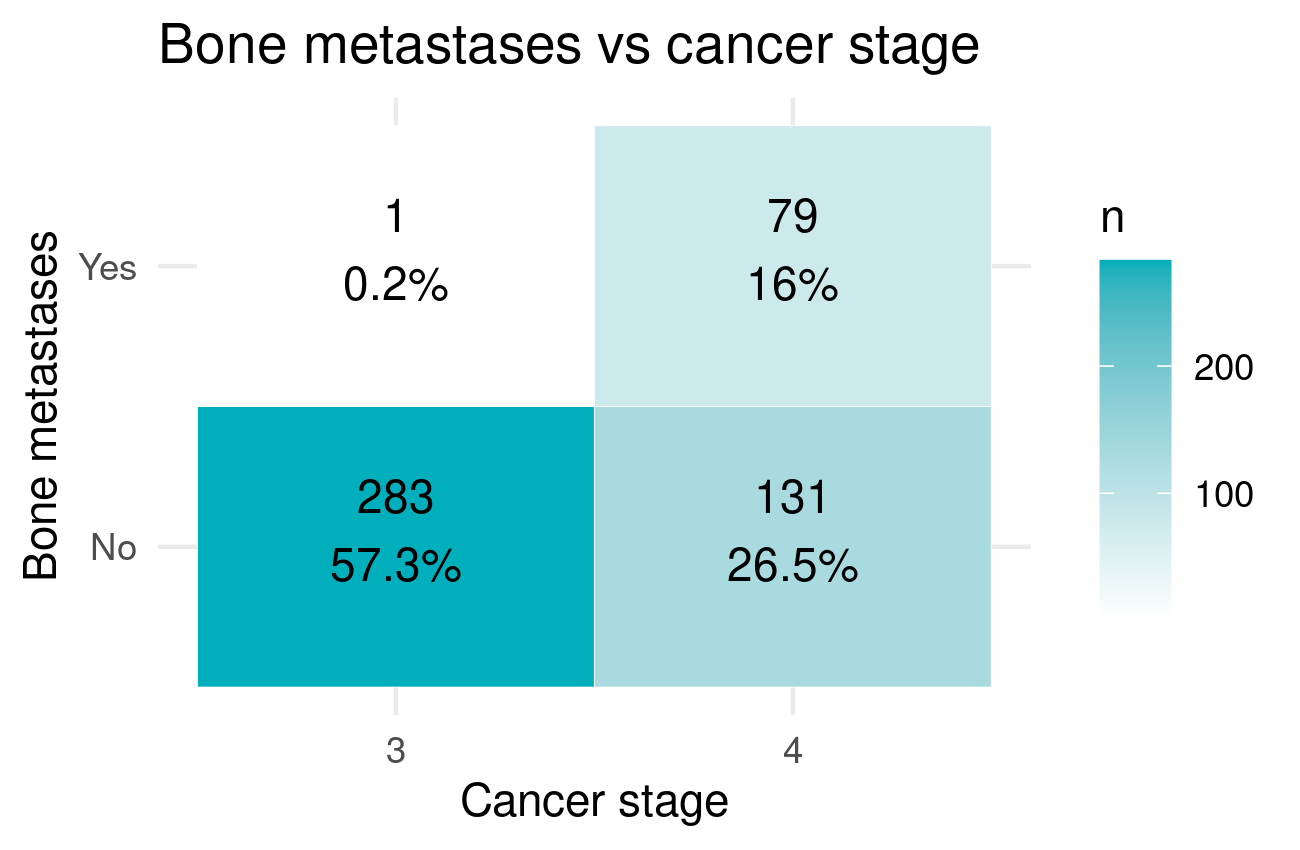 Bone metastases vs cancer stage
Bone metastases
Yes
No
1
0.2%
79
16%
283
57.3%
131
26.5%
3
4
Cancer stage
n
200
100